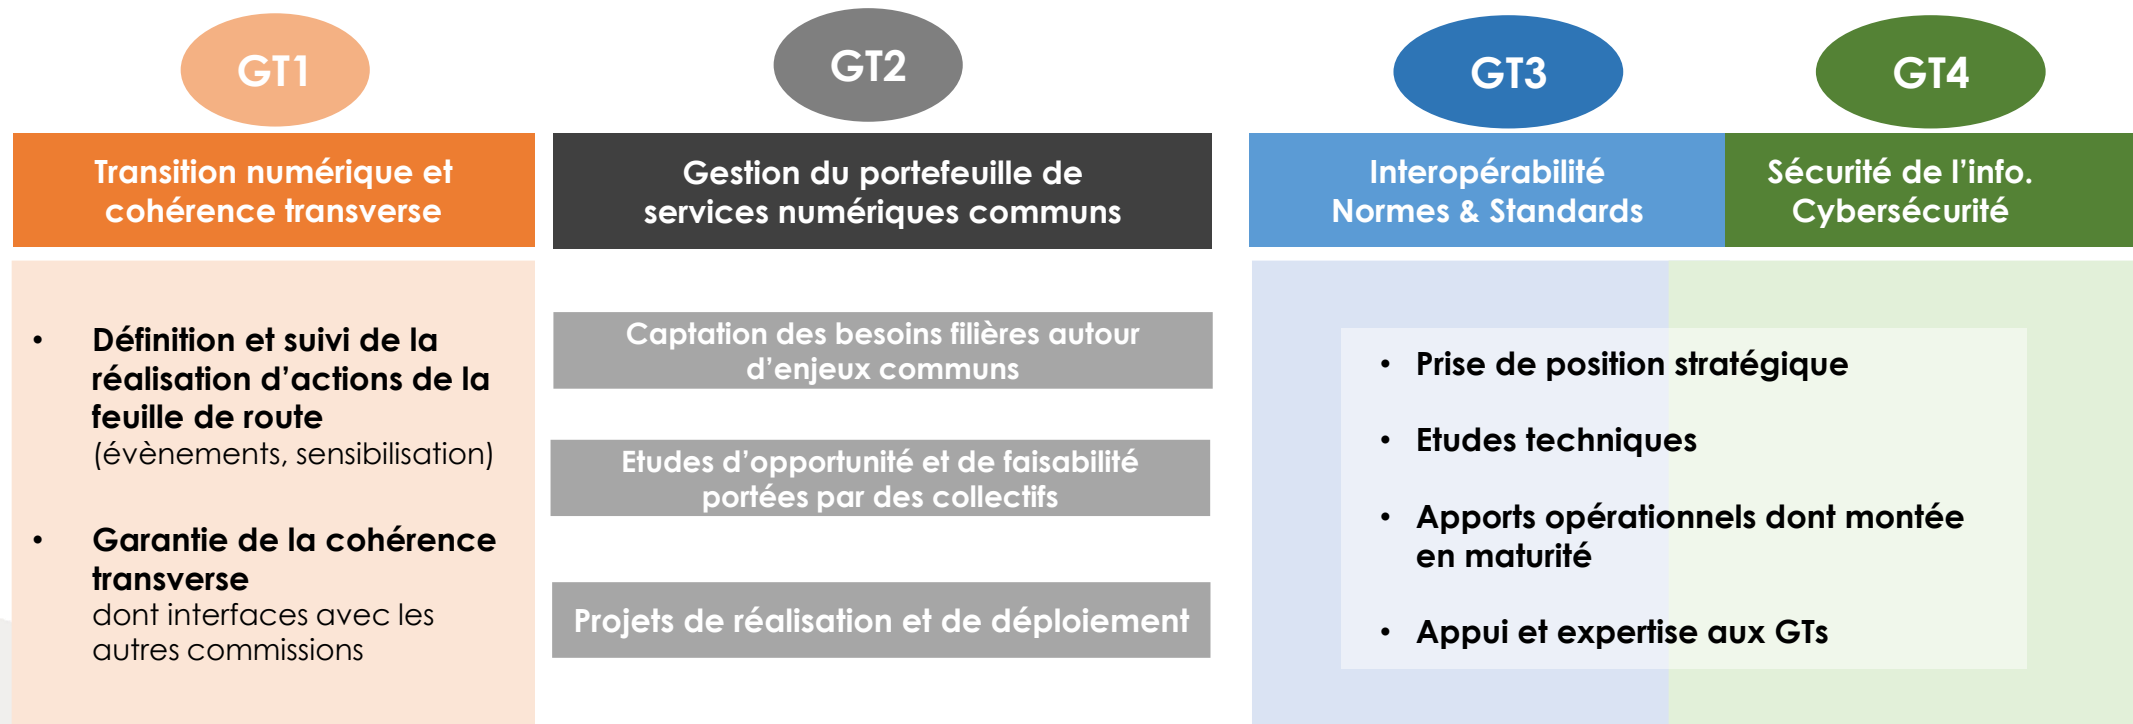 GT1
Transition numérique et
cohérence transverse
• Définition et suivi de la
réalisation d'actions de la
feuille de route
(évènements, sensibilisation)
• Garantie de la cohérence
transverse
dont interfaces avec les
autres commissions
GT2
Gestion du portefeuille de
services numériques communs
Captation des besoins filières autour
d'enjeux communs
Etudes d'opportunité et de faisabilité
portées par des collectifs
Projets de réalisation et de déploiement
GT3
Interopérabilité
Normes & Standards
GT4
Sécurité de l'info.
Cybersécurité
• Prise de position stratégique
• Etudes techniques
• Apports opérationnels dont montée
en maturité
• Appui et expertise aux GTs